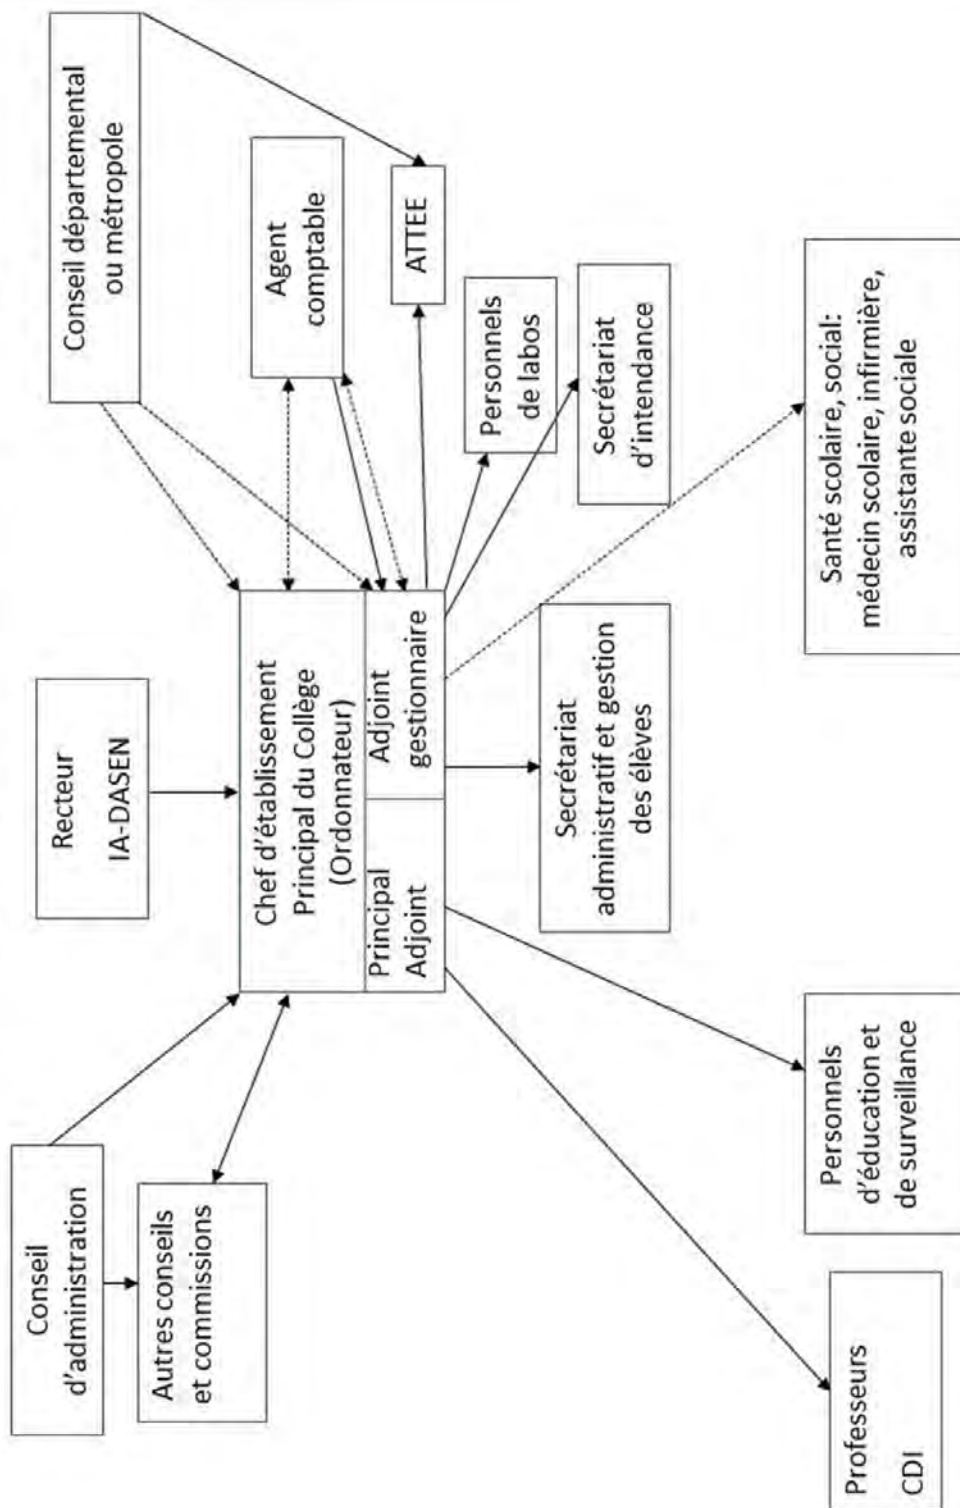 Conseil
d'administration
Autres conseils
et commissions
Recteur
IA-DASEN
Conseil départemental
ou métropole
Agent
comptable
ATTEE
Chef d'établissement
Principal du Collège
(Ordonnateur)
Principal
Adjoint
Adjoint
gestionnaire
Personnels
de labos
Secrétariat
d'intendance
Secrétariat
administratif et gestion
des élèves
Professeurs
CDI
Personnels
d'éducation et
de surveillance
Santé scolaire, social:
médecin scolaire, infirmière,
assistante sociale